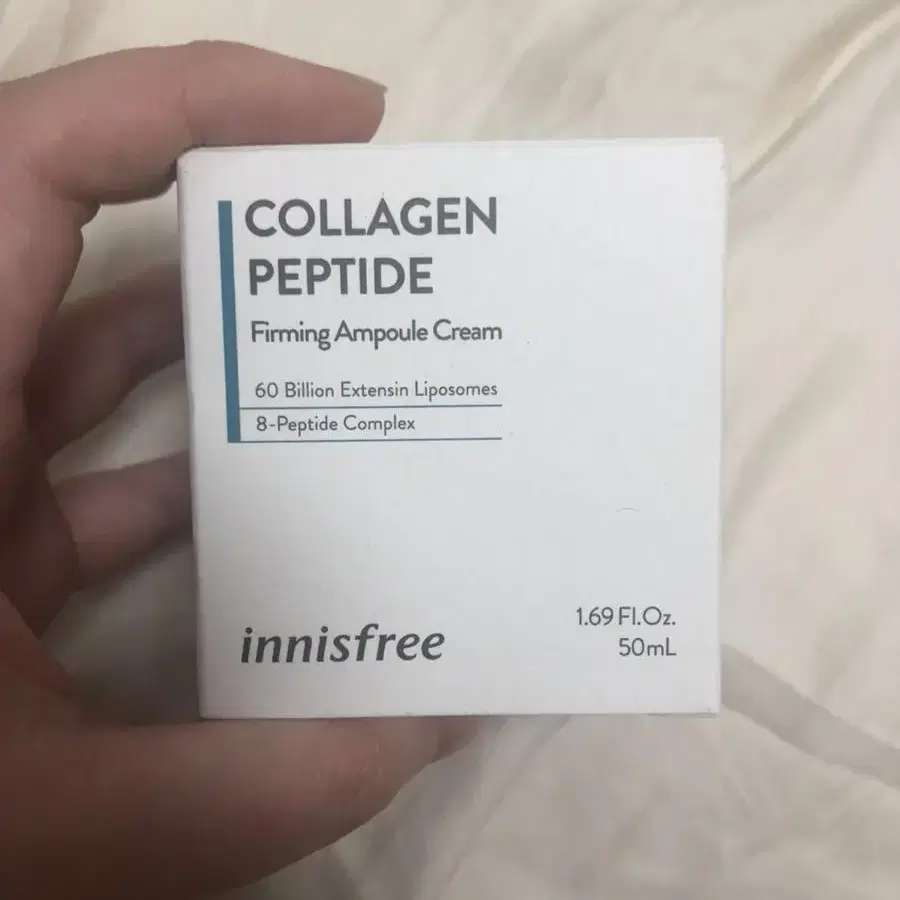 COLLAGEN
PEPTIDE
Firming Ampoule Cream
60 Billion Extensin Liposomes
8-Peptide Complex
innisfree
1.69 Fl.Oz.
50mL